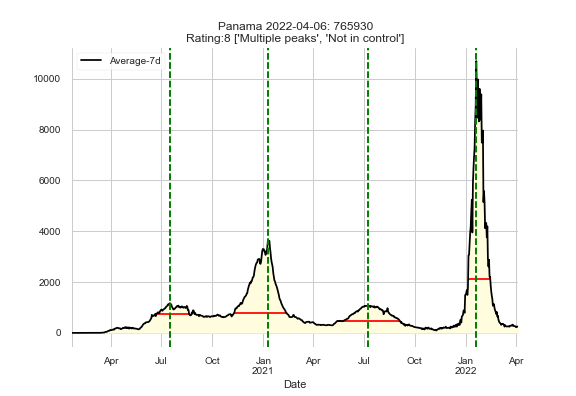 Panama 2022-04-06: 765930
Rating:8 ['Multiple peaks', 'Not in control']
Average-7d
10000
8000
6000
4000
2000
0
Apr Jul Oct Jan Apr Jul Oct Jan Apr
2021 2022
Date